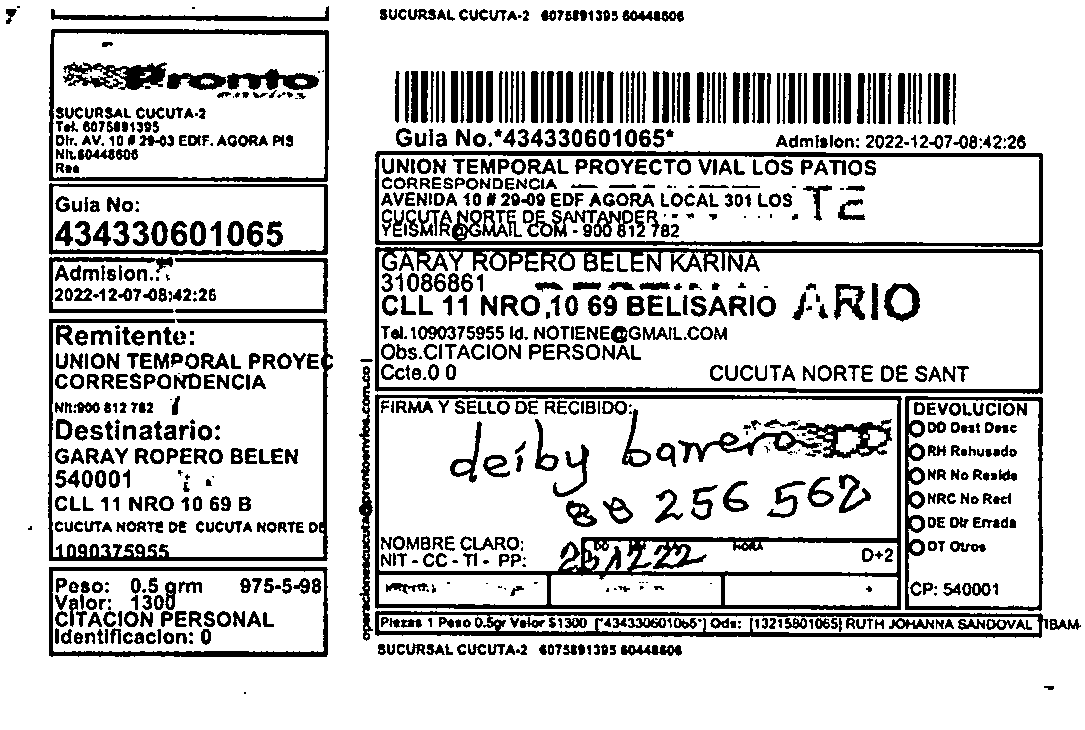 SUCURSAL CUCUTA-2 6075891395 60448606
Pronto
envios
SUCURSAL CUCUTA-2
Tel. 6075891395
Dir. AV. 10 # 29-03 EDIF. AGORA PIS
Nit.60448606
Guia No:
434330601065
Admision.:
2022-12-07-08:42:26
Remitente:
UNION TEMPORAL PROYEC
CORRESPONDENCIA
Nit:900 812 782
Destinatario:
GARAY ROPERO BELEN
540001
CLL 11 NRO 10 69 B
CUCUTA NORTE DE CUCUTA NORTE DE
1090375955
Peso: 0.5 grm 975-5-98
Valor: 1300
CITACION PERSONAL
Identificacion: 0
operacionescucuta@prontoenvios.com.co |
Guia No.*434330601065* Admision: 2022-12-07-08:42:26
UNION TEMPORAL PROYECTO VIAL LOS PATIOS
CORRESPONDENCIA
AVENIDA 10 # 29-09 EDF AGORA LOCAL 301 LOS
CUCUTA NORTE DE SANTANDER
YEISMIR@GMAIL COM - 900 812 782
GARAY ROPERO BELEN KARINA
31086861
CLL 11 NRO,10 69 BELISARIO ARIO
Tel.1090375955 Id. NOTIENE@GMAIL.COM
Obs.CITACION PERSONAL
Ccte.0 0 CUCUTA NORTE DE SANT
FIRMA Y SELLO DE RECIBIDO:
deiby barrera
88 256 562
NOMBRE CLARO:
NIT - CC - TI - PP:
HORA
D+2
DEVOLUCION
DD Dest Desc
RH Rehusado
NR No Reside
NRC No Recl
DE Dir Errada
OT Otros
CP: 540001
Piezas 1 Peso 0.5gr Valor $1300 [*434330601065*] Ods: [13215801065] RUTH JOHANNA SANDOVAL TIBAM
SUCURSAL CUCUTA-2 6075891395 60448606